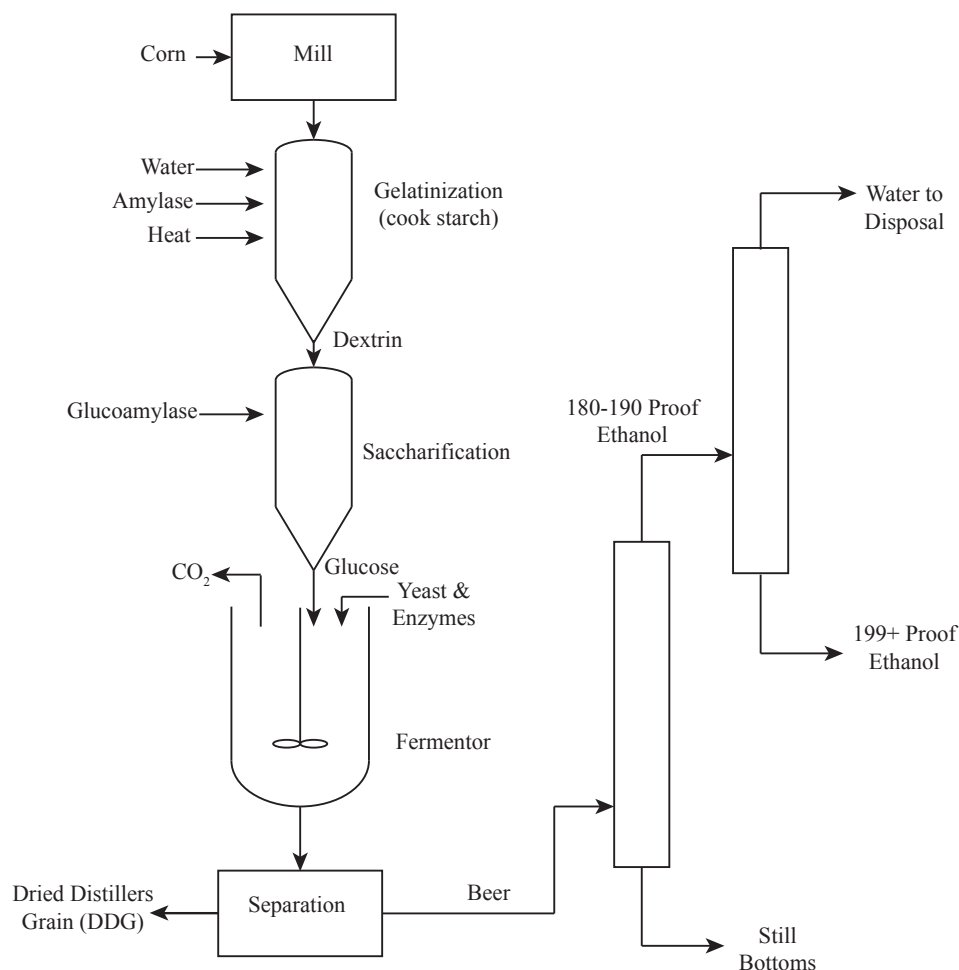 Corn
Mill
Water
Amylase
Heat
Gelatinization
(cook starch)
Dextrin
Glucoamylase
Saccharification
Glucose
CO₂
Yeast &
Enzymes
Fermentor
Dried Distillers
Grain (DDG)
Separation
Beer
180-190 Proof
Ethanol
Water to
Disposal
199+ Proof
Ethanol
Still
Bottoms